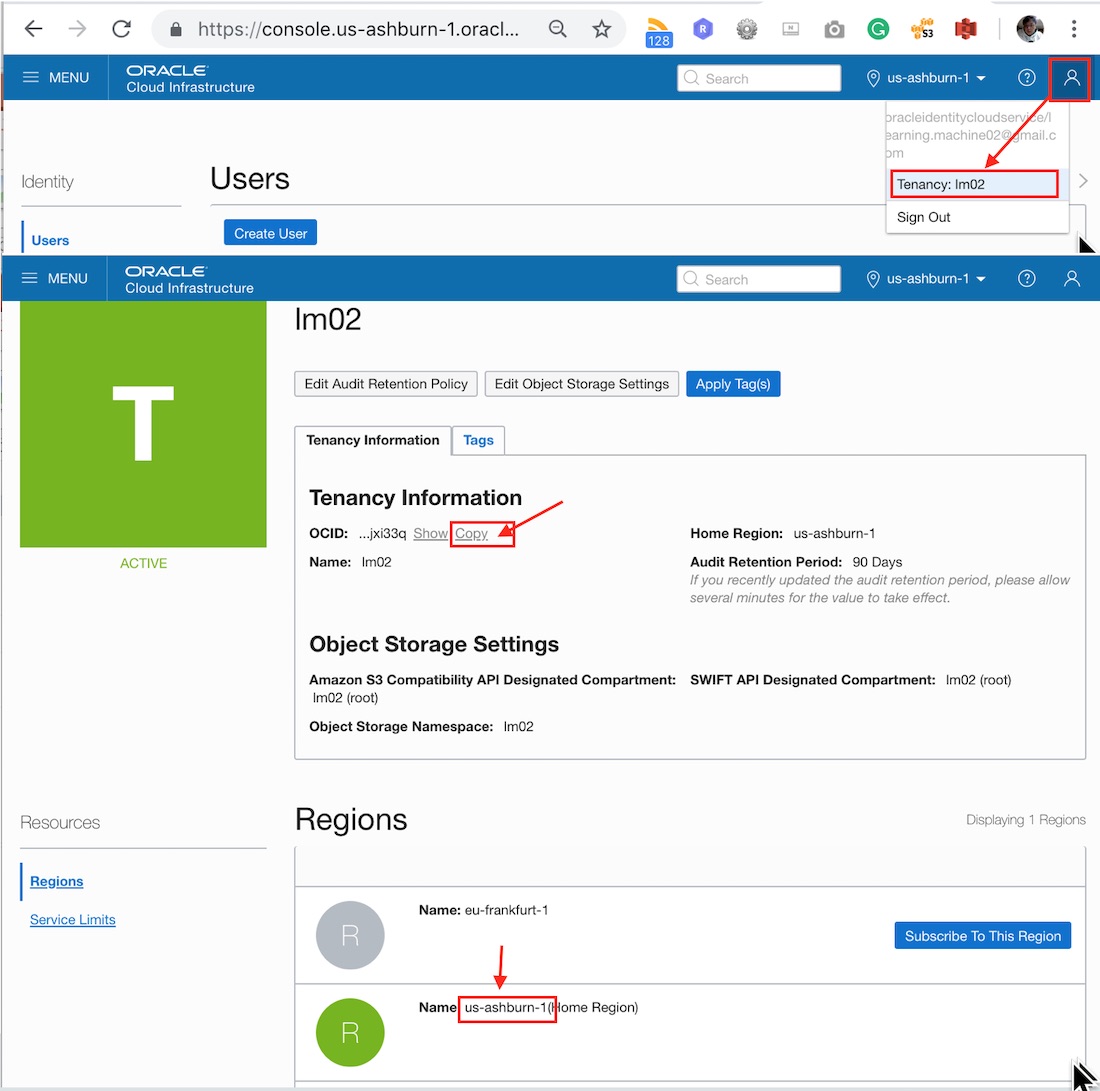 https://console.us-ashburn-1.oracl...
128
R
S3
MENU
ORACLE
Cloud Infrastructure
Search
us-ashburn-1
oracleidentitycloudservice/l
earning.machine02@gmail.c
om
Tenancy: lm02
Sign Out
Identity
Users
Users
Create User
MENU
ORACLE
Cloud Infrastructure
Search
us-ashburn-1
T
ACTIVE
lm02
Edit Audit Retention Policy
Edit Object Storage Settings
Apply Tag(s)
Tenancy Information
Tags
Tenancy Information
OCID: ...jxi33q Show Copy
Name: lm02
Home Region: us-ashburn-1
Audit Retention Period: 90 Days
If you recently updated the audit retention period, please allow
several minutes for the value to take effect.
Object Storage Settings
Amazon S3 Compatibility API Designated Compartment:
lm02 (root)
SWIFT API Designated Compartment: lm02 (root)
Object Storage Namespace: lm02
Resources
Regions
Service Limits
Regions
Displaying 1 Regions
R
Name: eu-frankfurt-1
Subscribe To This Region
R
Name us-ashburn-1(Home Region)